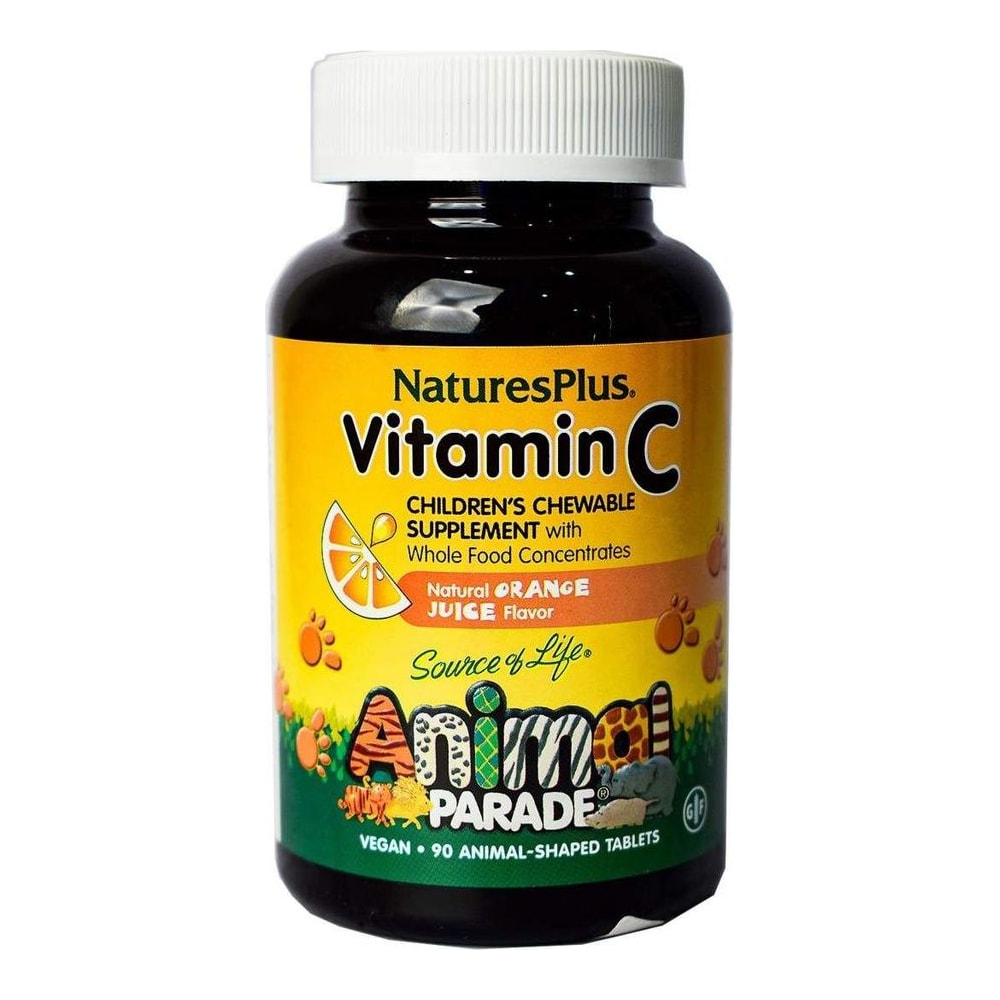 NaturesPlus®
Vitamin C
CHILDREN'S CHEWABLE
SUPPLEMENT with
Whole Food Concentrates
Natural ORANGE
JUICE Flavor
Source of Life®
Animal
PARADE®
GF
VEGAN • 90 ANIMAL-SHAPED TABLETS